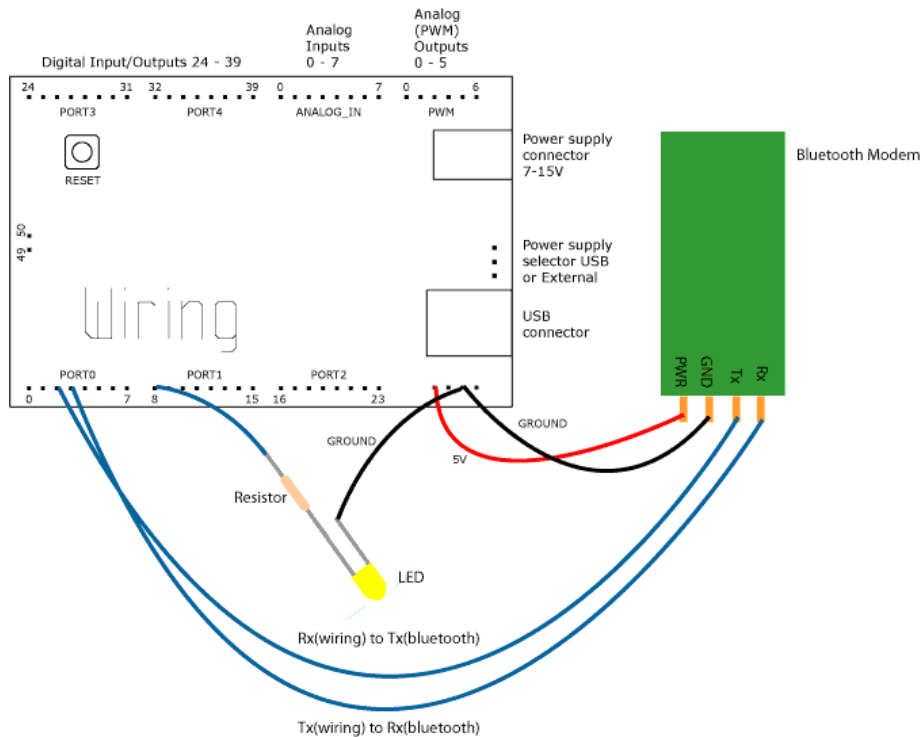 Analog
(PWM)
Outputs
0 - 5
Analog
Inputs
0 - 7
Digital Input/Outputs 24 - 39
24 31 32 39 0 7 0 6
PORT3 PORT4 ANALOG_IN PWM
RESET
Power supply
connector
7-15V
Bluetooth Modem
50
49
Power supply
selector USB
or External
Wiring
USB
connector
PWR GND Tx Rx
PORT0 PORT1 PORT2
0 7 8 15 16 23
GROUND
GROUND
5V
Resistor
LED
Rx(wiring) to Tx(bluetooth)
Tx(wiring) to Rx(bluetooth)